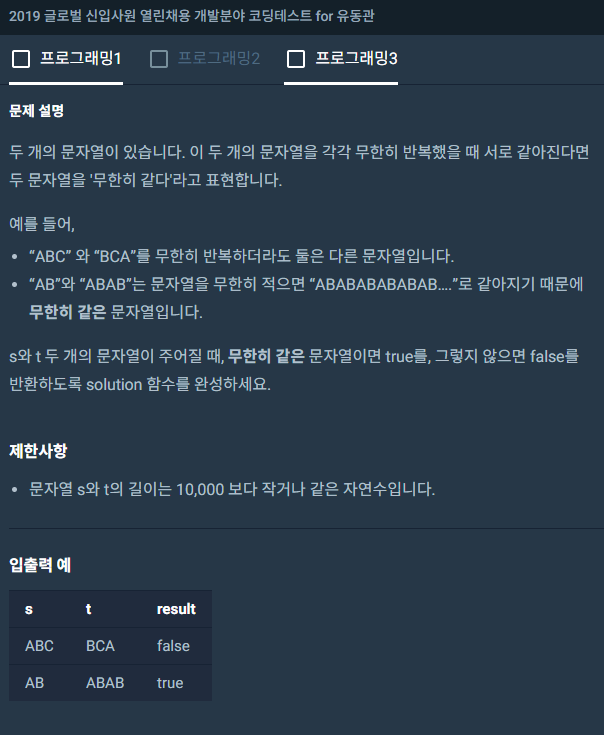 2019 글로벌 신입사원 열린채용 개발분야 코딩테스트 for 유동관
프로그래밍1 프로그래밍2 프로그래밍3
문제 설명
두 개의 문자열이 있습니다. 이 두 개의 문자열을 각각 무한히 반복했을 때 서로 같아진다면
두 문자열을 '무한히 같다'라고 표현합니다.
예를 들어,
• “ABC” 와 “BCA”를 무한히 반복하더라도 둘은 다른 문자열입니다.
• “AB”와 “ABAB”는 문자열을 무한히 적으면 “ABABABABABAB….”로 같아지기 때문에
무한히 같은 문자열입니다.
s와 t 두 개의 문자열이 주어질 때, 무한히 같은 문자열이면 true를, 그렇지 않으면 false를
반환하도록 solution 함수를 완성하세요.
제한사항
• 문자열 s와 t의 길이는 10,000 보다 작거나 같은 자연수입니다.
입출력 예
s t result
ABC BCA false
AB ABAB true